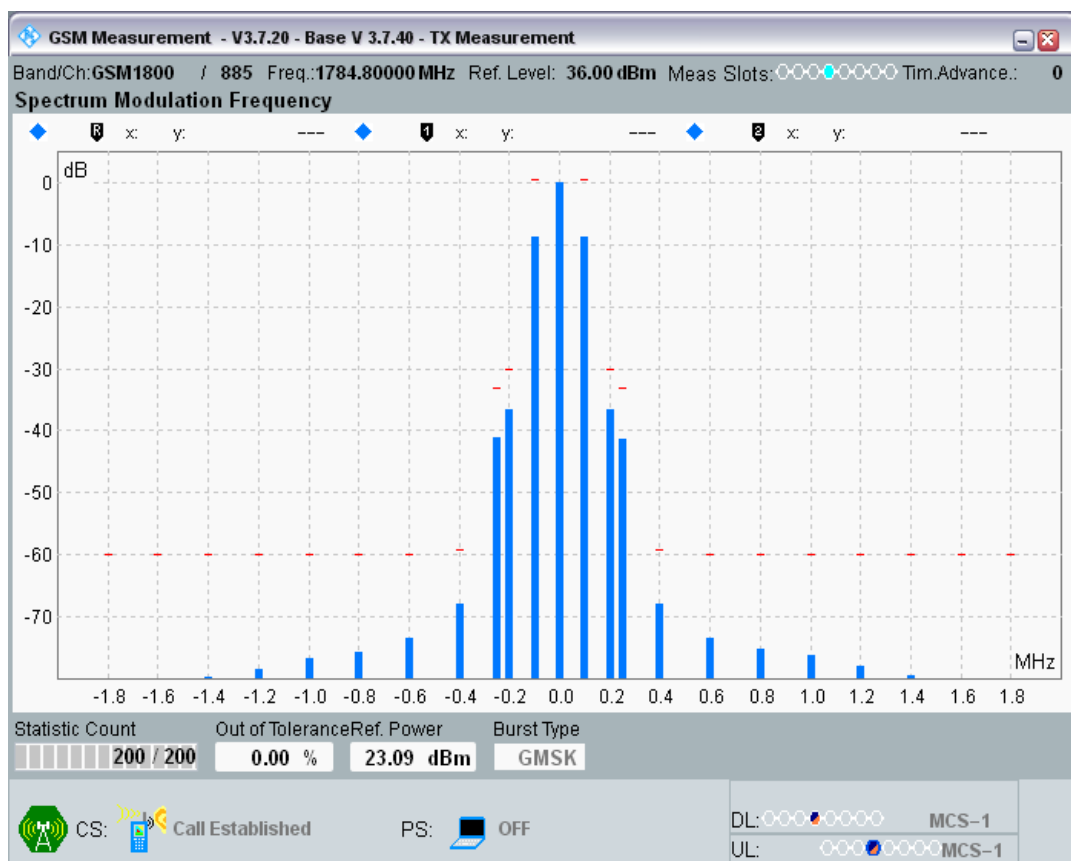 GSM Measurement - V3.7.20 - Base V 3.7.40 - TX Measurement
Band/Ch:GSM1800 / 885 Freq.:1784.80000 MHz Ref. Level: 36.00 dBm Meas Slots: Tim.Advance.: 0
Spectrum Modulation Frequency
R x: y: --- 1 x: y: --- 2 x: y: ---
dB
0
-10
-20
-30
-40
-50
-60
-70
MHz
-1.8 -1.6 -1.4 -1.2 -1.0 -0.8 -0.6 -0.4 -0.2 0.0 0.2 0.4 0.6 0.8 1.0 1.2 1.4 1.6 1.8
Statistic Count Out of Tolerance Ref. Power Burst Type
200 / 200 0.00 % 23.09 dBm GMSK
CS: Call Established PS: OFF
DL: MCS-1
UL: MCS-1